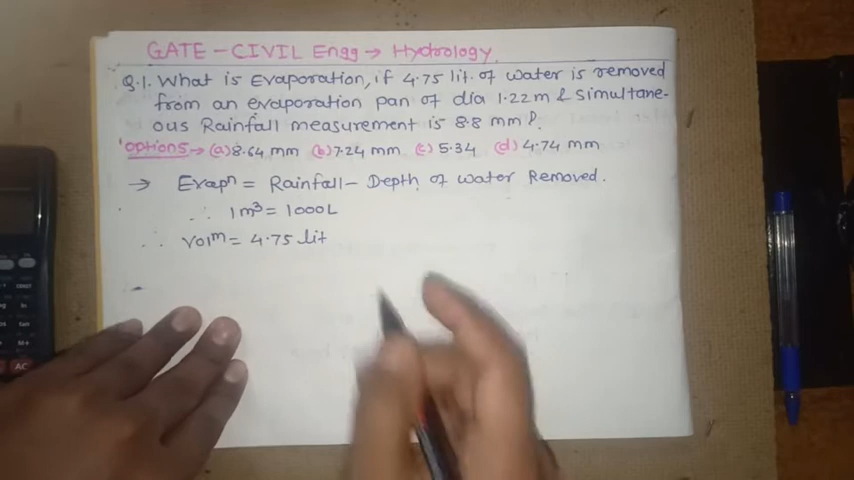 GATE - CIVIL Engg → Hydrology
Q.1. What is Evaporation, if 4.75 lit. of water is removed
from an evaporation pan of dia 1.22m & Simultane-
ous Rainfall measurement is 8.8 mm ?
Options → (a) 8.64 mm (b) 7.24 mm (c) 5.34 (d) 4.74 mm
→ Evapn = Rainfall - Depth of water Removed.
∴ 1m³ = 1000L
∴ volm = 4.75 lit
AC